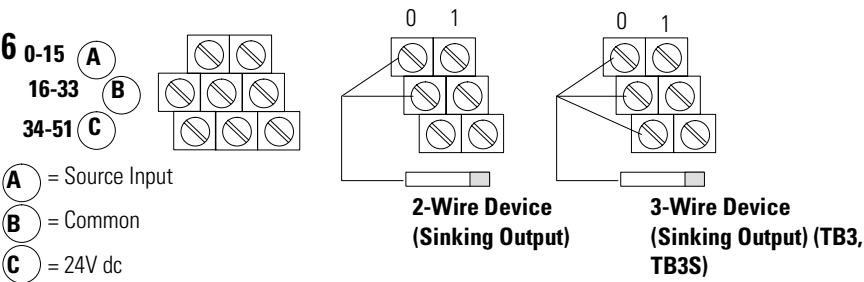 0 1
0 1
6 0-15 A
16-33 B
34-51 C
A = Source Input
B = Common
C = 24V dc
2-Wire Device
(Sinking Output)
3-Wire Device
(Sinking Output) (TB3,
TB3S)